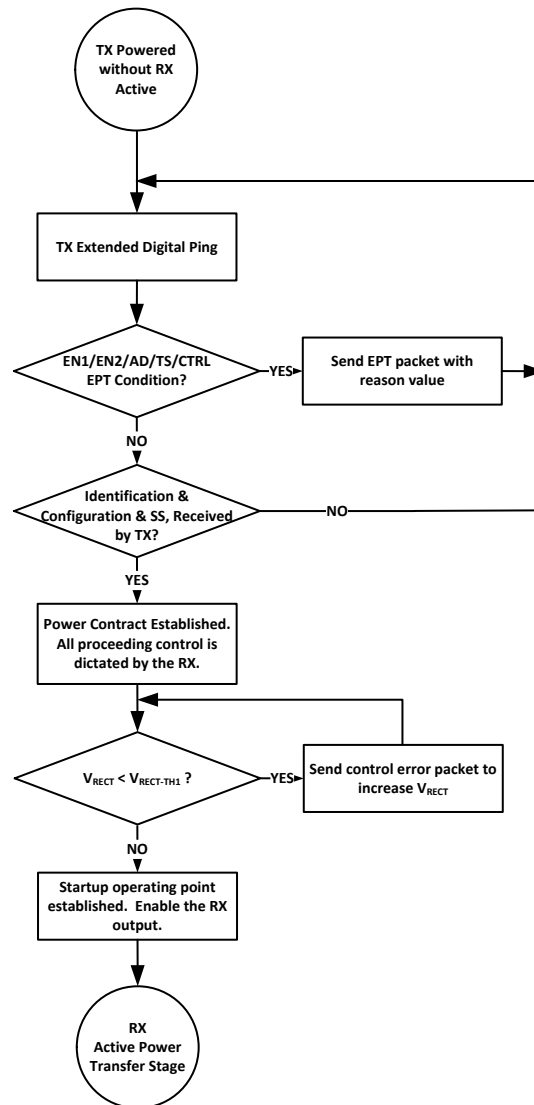 TX Powered
without RX
Active
TX Extended Digital Ping
EN1/EN2/AD/TS/CTRL
EPT Condition?
YES
Send EPT packet with
reason value
NO
Identification &
Configuration & SS, Received
by TX?
NO
YES
Power Contract Established.
All proceeding control is
dictated by the RX.
VRECT < VRECT-TH1 ?
YES
Send control error packet to
increase VRECT
NO
Startup operating point
established. Enable the RX
output.
RX
Active Power
Transfer Stage